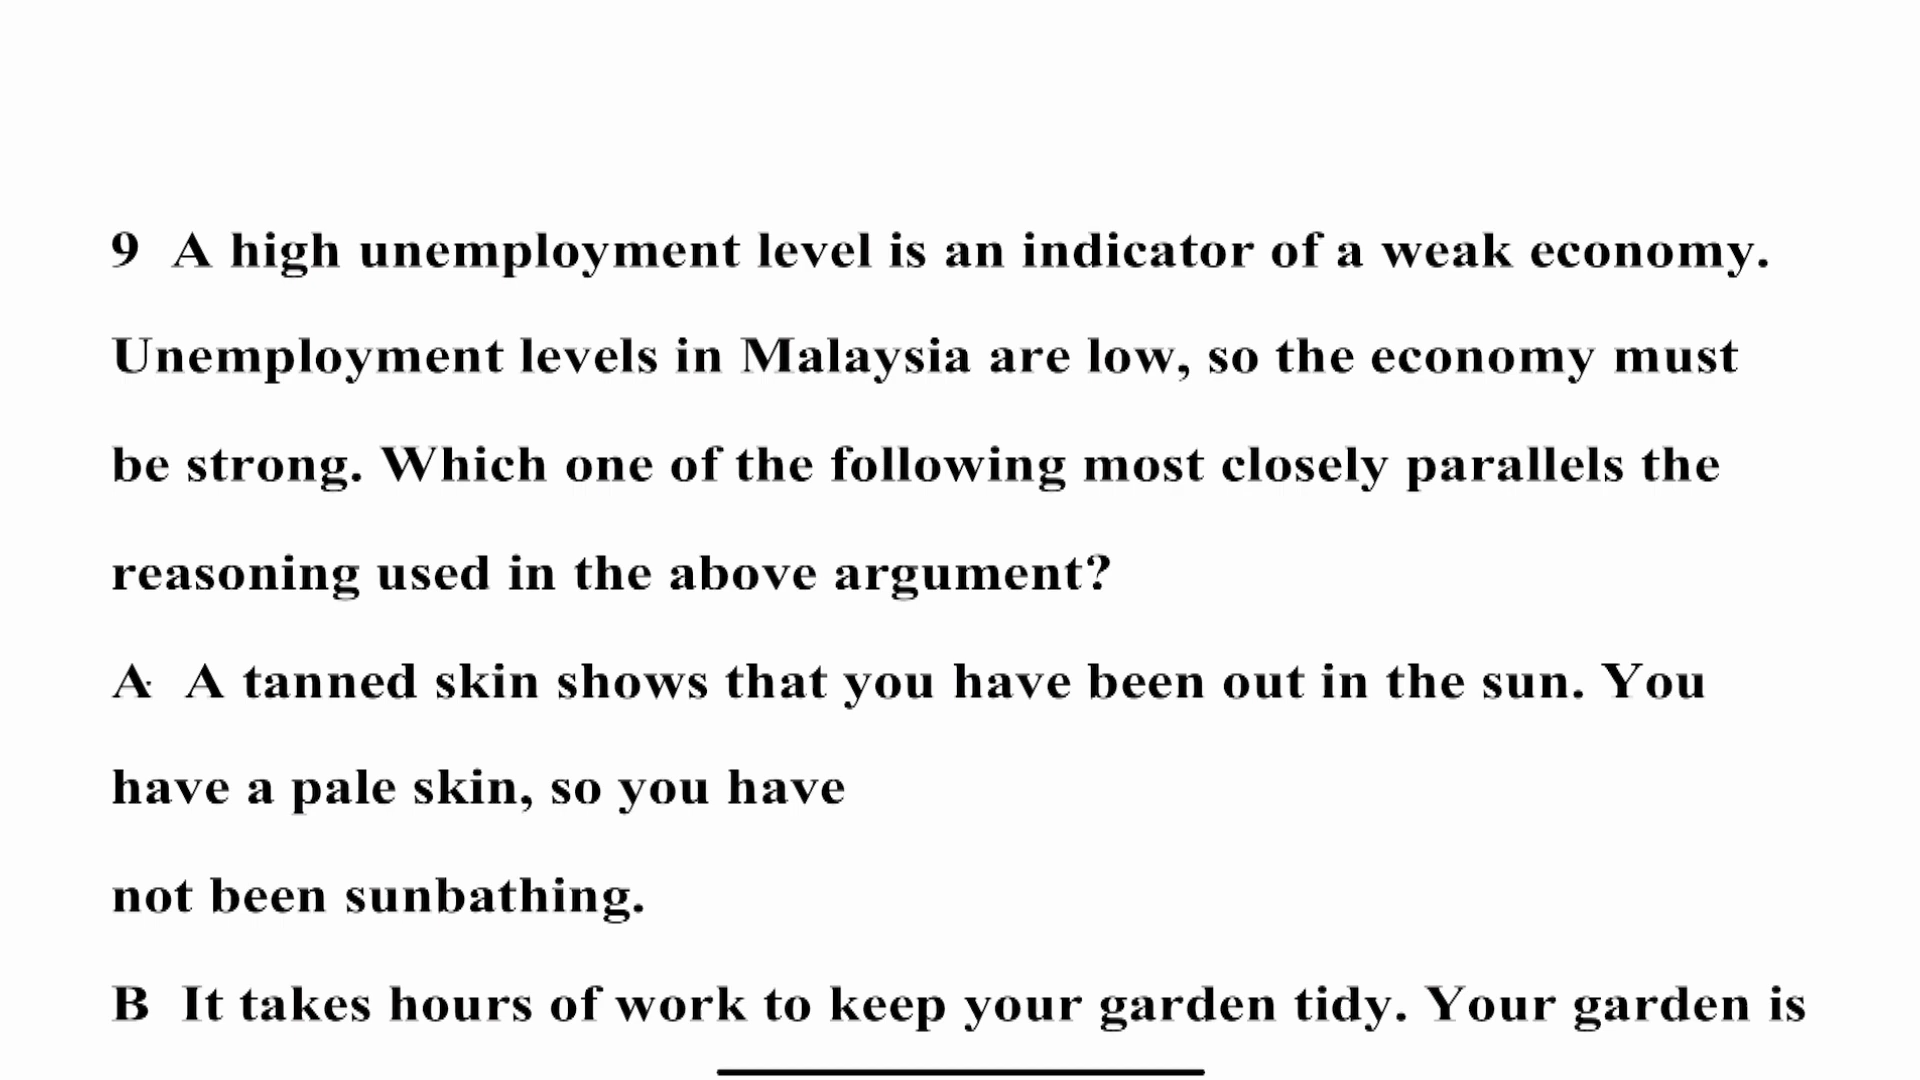 9 A high unemployment level is an indicator of a weak economy.
Unemployment levels in Malaysia are low, so the economy must
be strong. Which one of the following most closely parallels the
reasoning used in the above argument?
A A tanned skin shows that you have been out in the sun. You
have a pale skin, so you have
not been sunbathing.
B It takes hours of work to keep your garden tidy. Your garden is